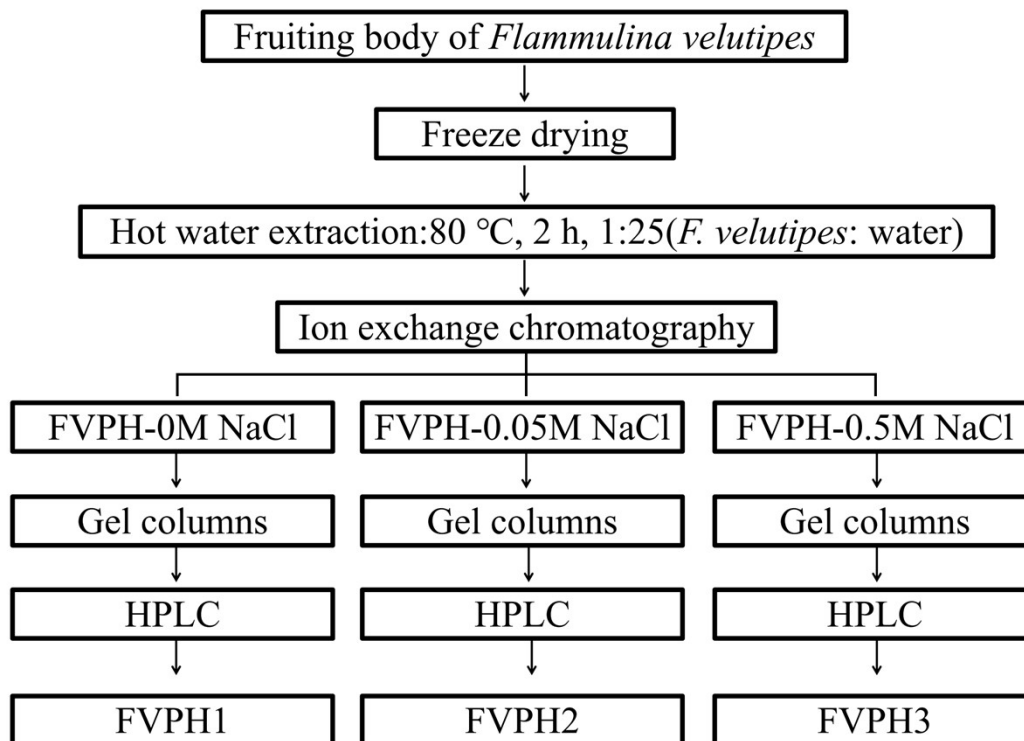 Fruiting body of Flammulina velutipes
Freeze drying
Hot water extraction:80 °C, 2 h, 1:25(F. velutipes: water)
Ion exchange chromatography
FVPH-0M NaCl
FVPH-0.05M NaCl
FVPH-0.5M NaCl
Gel columns
Gel columns
Gel columns
HPLC
HPLC
HPLC
FVPH1
FVPH2
FVPH3